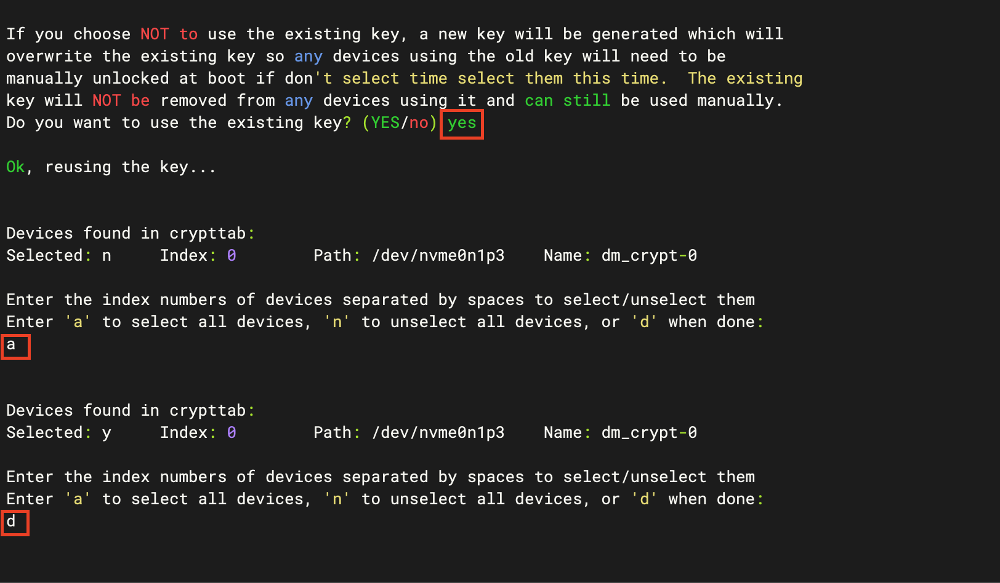 If you choose NOT to use the existing key, a new key will be generated which will
overwrite the existing key so any devices using the old key will need to be
manually unlocked at boot if don't select time select them this time.  The existing
key will NOT be removed from any devices using it and can still be used manually.
Do you want to use the existing key? (YES/no) yes
Ok, reusing the key...
Devices found in crypttab:
Selected: n     Index: 0        Path: /dev/nvme0n1p3    Name: dm_crypt-0
Enter the index numbers of devices separated by spaces to select/unselect them
Enter 'a' to select all devices, 'n' to unselect all devices, or 'd' when done:
a
Devices found in crypttab:
Selected: y     Index: 0        Path: /dev/nvme0n1p3    Name: dm_crypt-0
Enter the index numbers of devices separated by spaces to select/unselect them
Enter 'a' to select all devices, 'n' to unselect all devices, or 'd' when done:
d